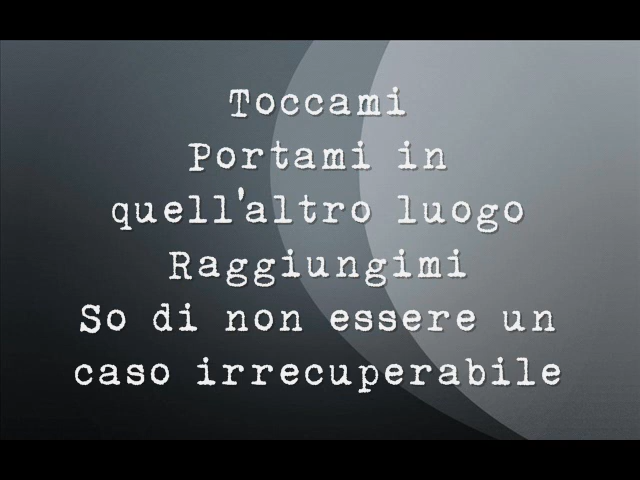 Toccami
Portami in
quell'altro luogo
Raggiungimi
So di non essere un
caso irrecuperabile